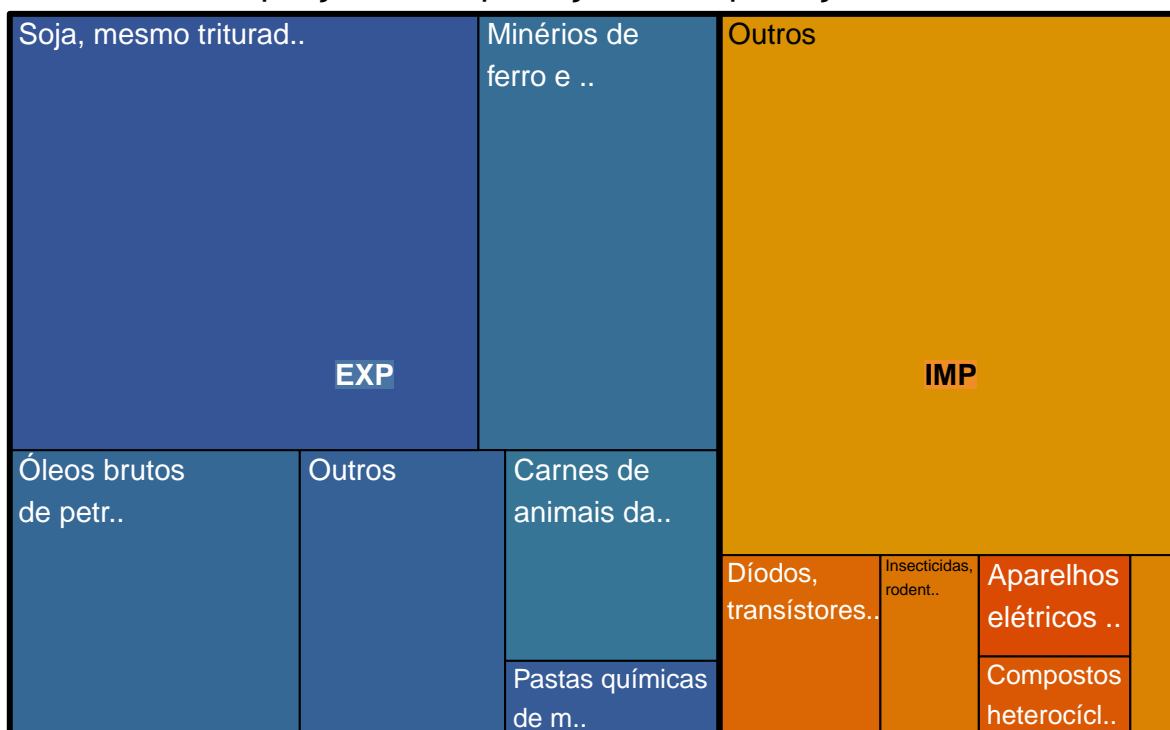 Soja, mesmo triturad..
Minérios de
ferro e ..
EXP
Óleos brutos
de petr..
Outros
Carnes de
animais da..
Pastas químicas
de m..
Outros
IMP
Díodos,
transístores..
Insecticidas,
rodent..
Aparelhos
elétricos ..
Compostos
heterocícl..